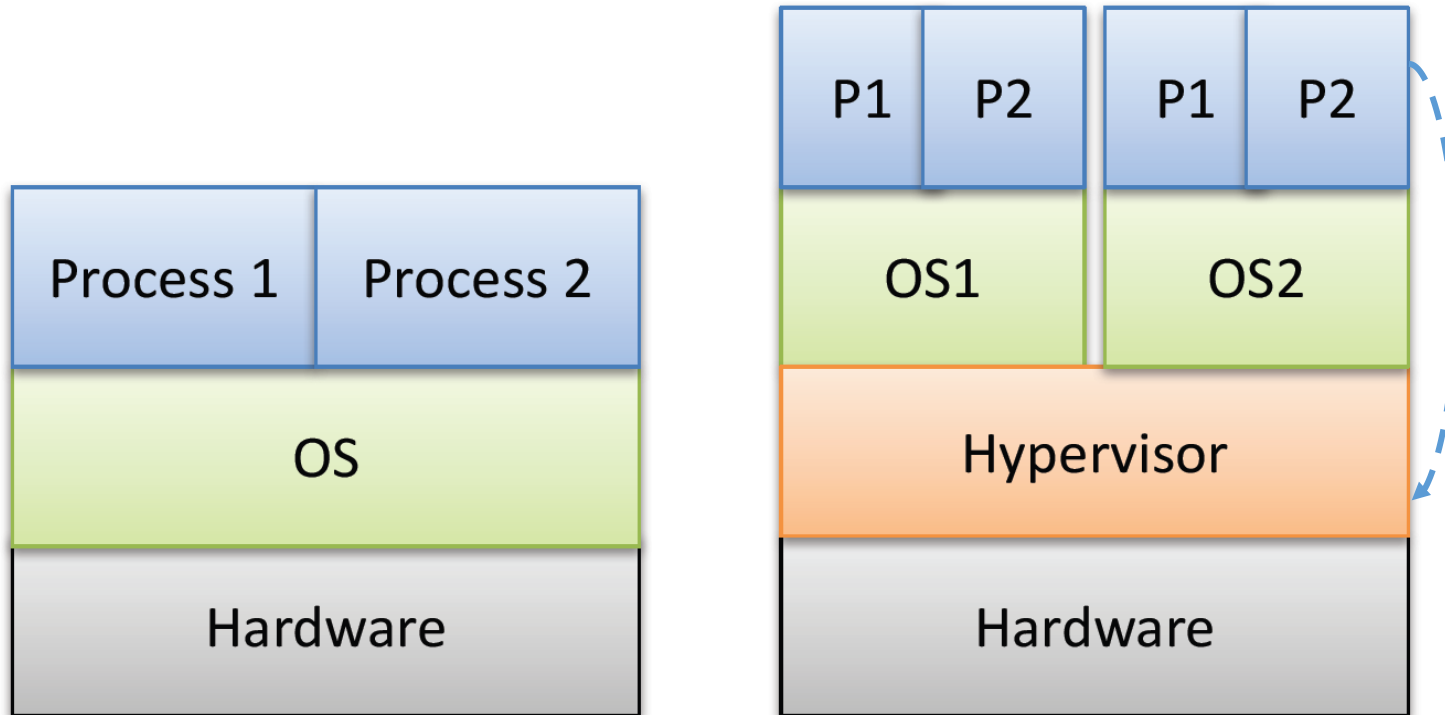 Process 1
Process 2
OS
Hardware
P1
P2
P1
P2
OS1
OS2
Hypervisor
Hardware